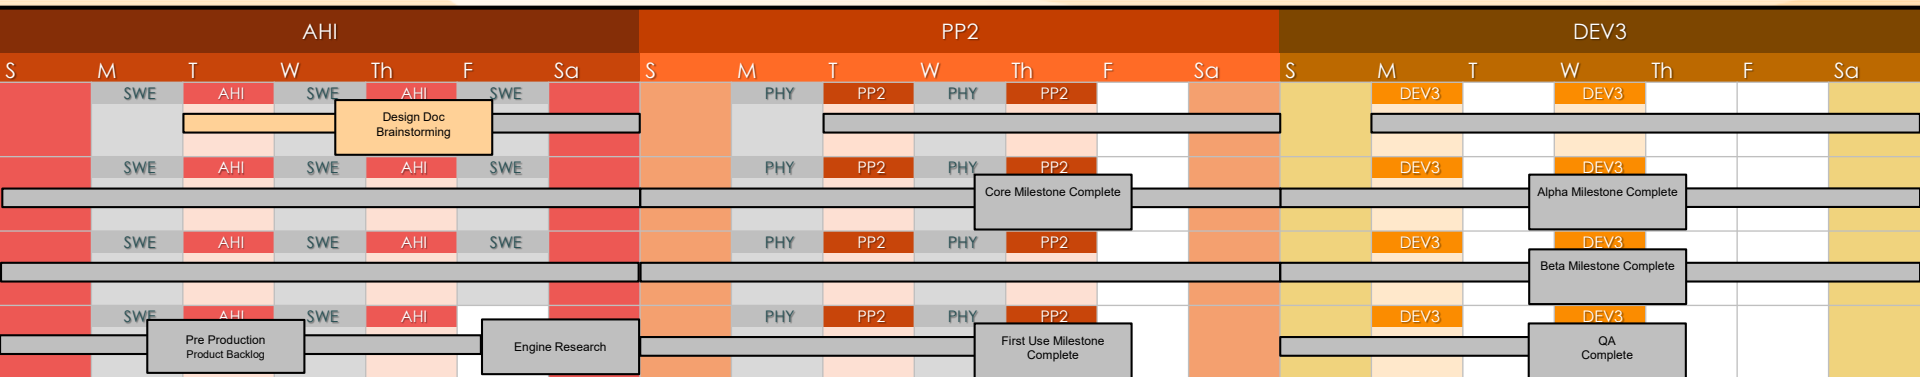 AHI PP2 DEV3
S M T W Th F Sa S M T W Th F Sa S M T W Th F Sa
SWE AHI SWE AHI SWE PHY PP2 PHY PP2 DEV3 DEV3
Design Doc
Brainstorming
SWE AHI SWE AHI SWE PHY PP2 PHY PP2 DEV3 DEV3
Core Milestone Complete Alpha Milestone Complete
SWE AHI SWE AHI SWE PHY PP2 PHY PP2 DEV3 DEV3
Beta Milestone Complete
SWE AHI SWE AHI PHY PP2 PHY PP2 DEV3 DEV3
Pre Production Engine Research First Use Milestone QA
Product Backlog Complete Complete